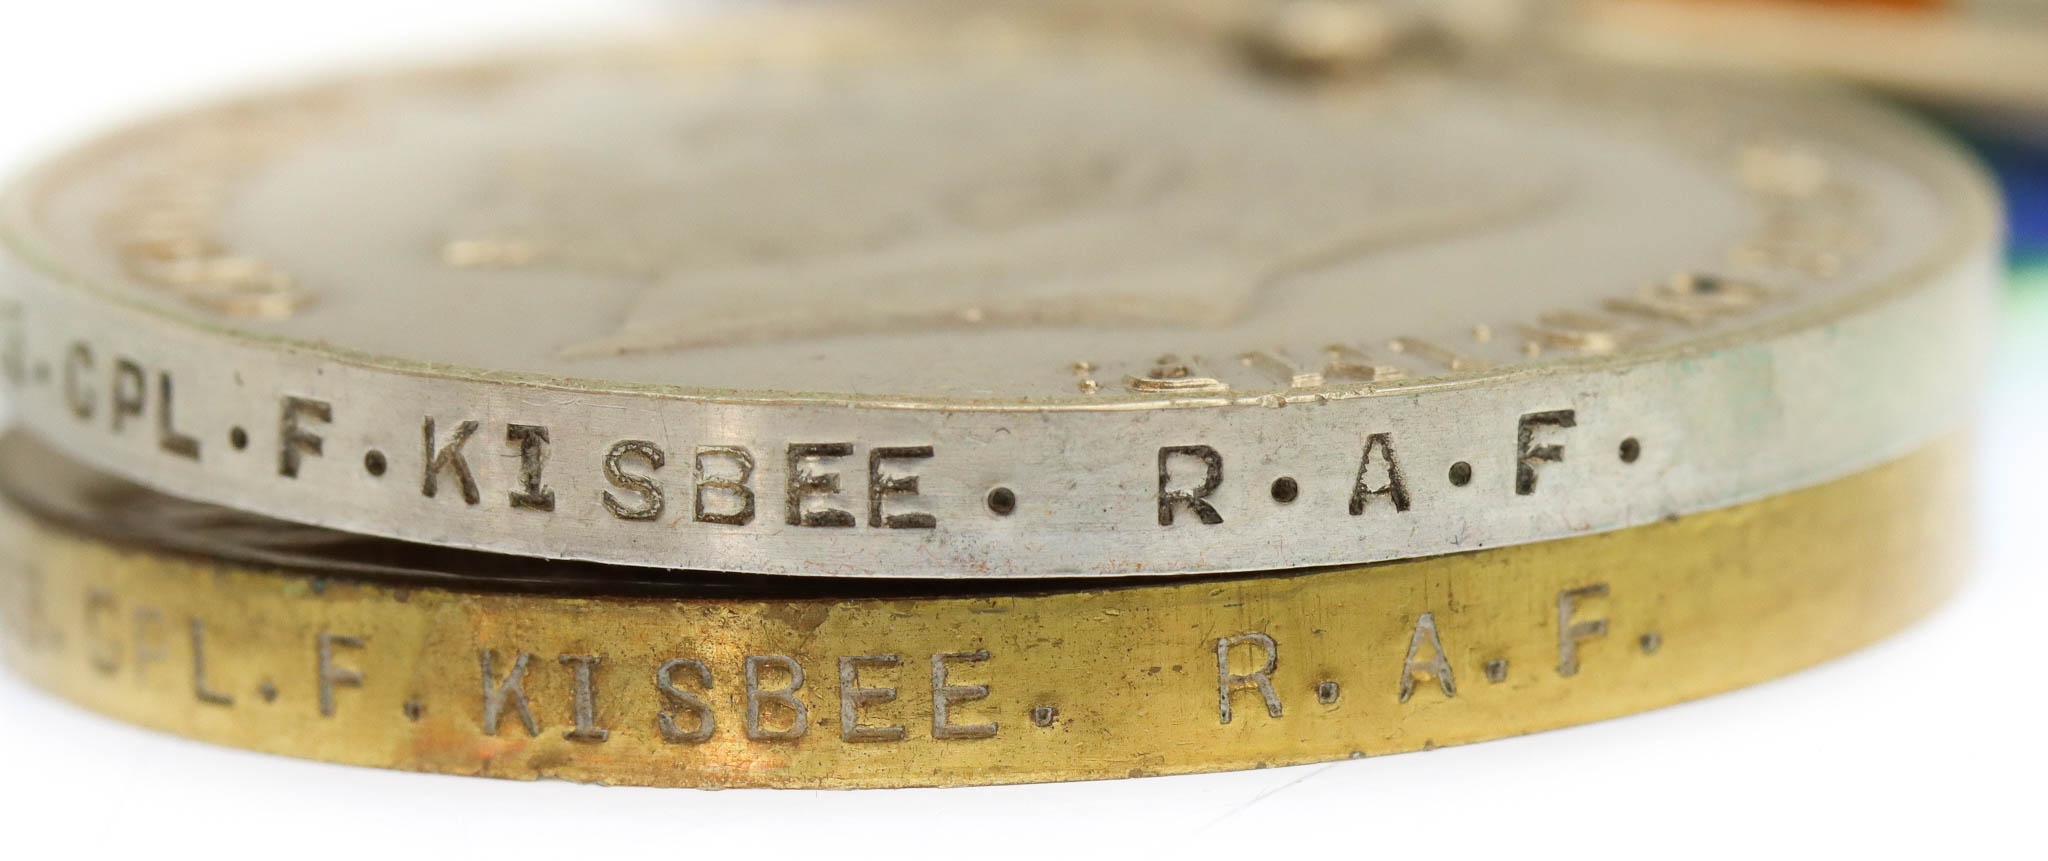 CPL. F. KISBEE. R.A.F.
CPL. F. KISBEE. R.A.F.